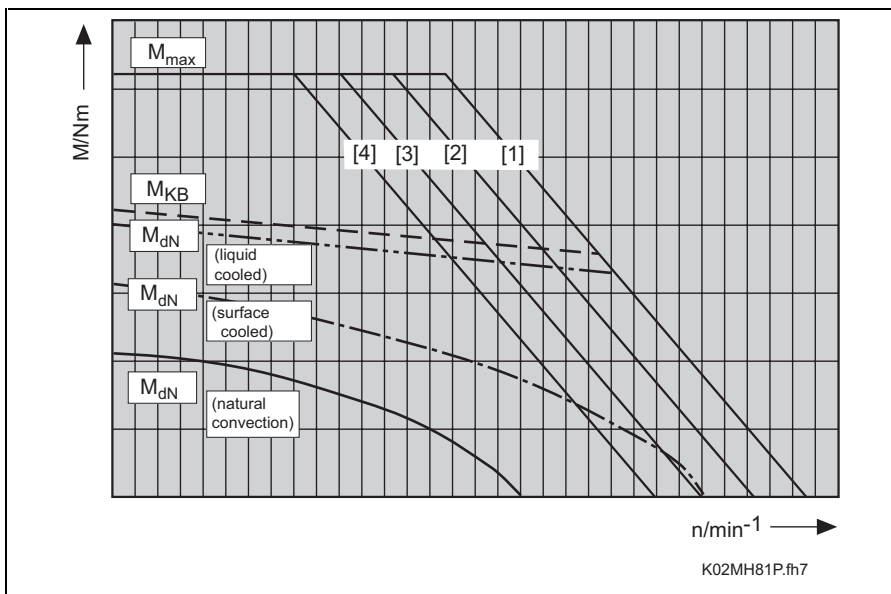 M/Nm
Mmax
[4] [3] [2] [1]
MKB
MdN
(liquid
cooled)
MdN
(surface
cooled)
MdN
(natural
convection)
n/min-1
K02MH81P.fh7